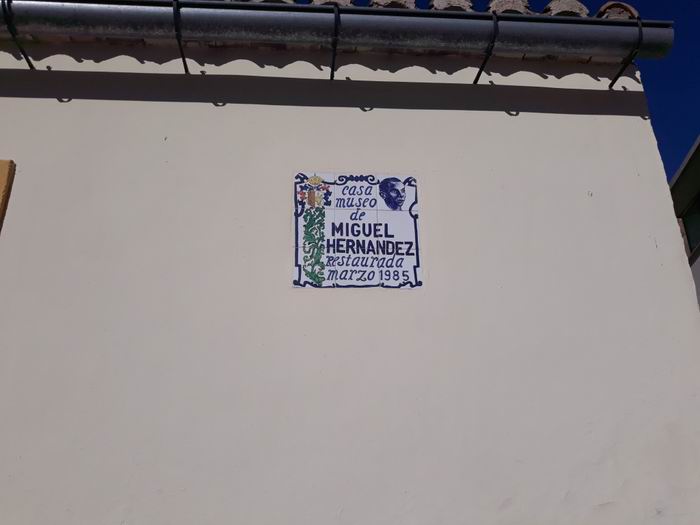 casa
museo
de
MIGUEL
HERNANDEZ
restaurada
marzo 1985